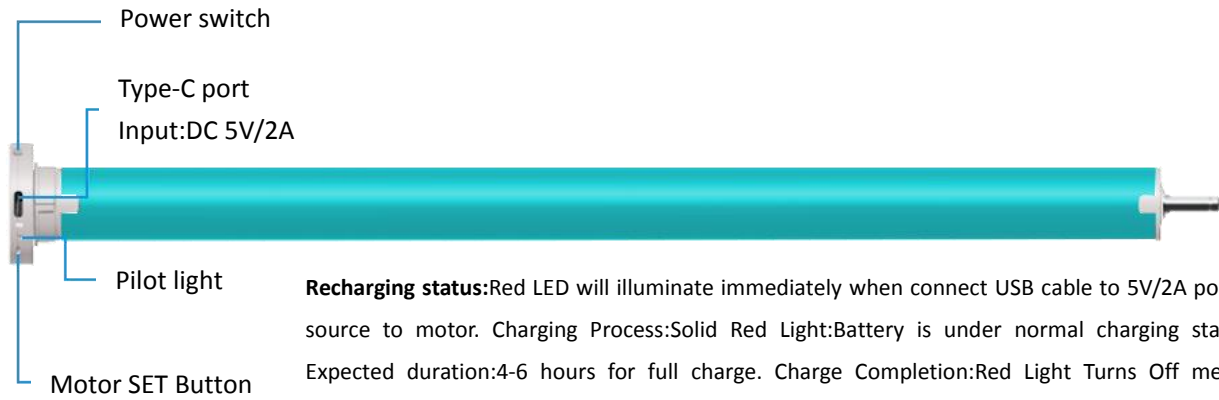 Power switch
Type-C port
Input:DC 5V/2A
Pilot light
Motor SET Button
Recharging status:Red LED will illuminate immediately when connect USB cable to 5V/2A po
source to motor. Charging Process:Solid Red Light:Battery is under normal charging sta
Expected duration:4-6 hours for full charge. Charge Completion:Red Light Turns Off me